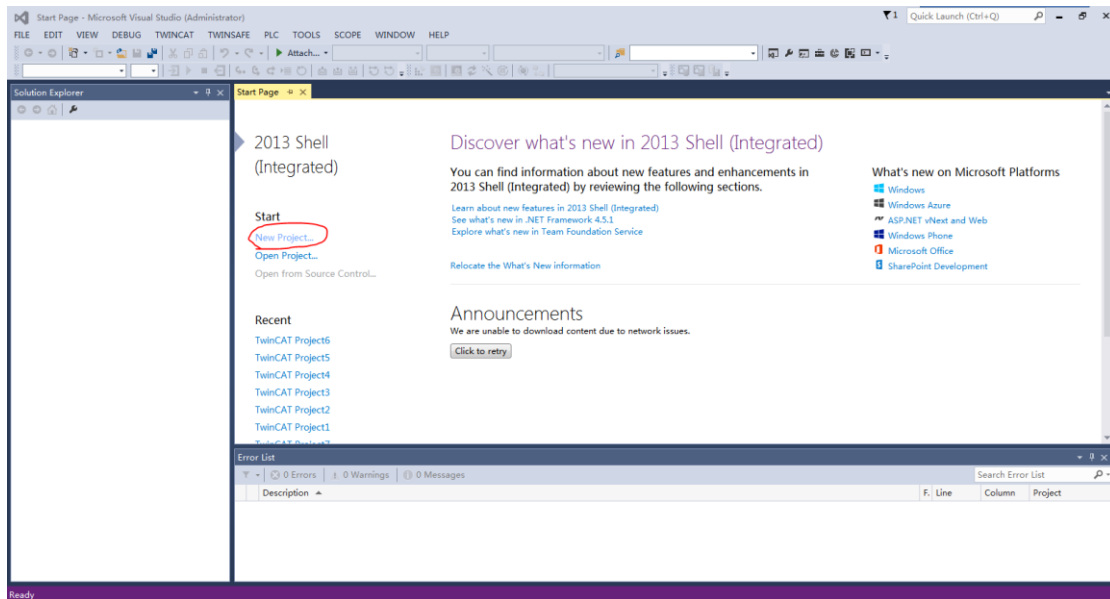 Start Page - Microsoft Visual Studio (Administrator)
1 Quick Launch (Ctrl+Q)
FILE EDIT VIEW DEBUG TWINCAT TWINSAFE PLC TOOLS SCOPE WINDOW HELP
Attach...
Solution Explorer
Start Page
2013 Shell
(Integrated)
Start
New Project...
Open Project...
Open from Source Control...
Recent
TwinCAT Project6
TwinCAT Project5
TwinCAT Project4
TwinCAT Project3
TwinCAT Project2
TwinCAT Project1
Discover what's new in 2013 Shell (Integrated)
You can find information about new features and enhancements in
2013 Shell (Integrated) by reviewing the following sections.
Learn about new features in 2013 Shell (Integrated)
See what's new in .NET Framework 4.5.1
Explore what's new in Team Foundation Service
Relocate the What's New information
What's new on Microsoft Platforms
Windows
Windows Azure
ASP.NET vNext and Web
Windows Phone
Microsoft Office
SharePoint Development
Announcements
We are unable to download content due to network issues.
Click to retry
Error List
0 Errors 0 Warnings 0 Messages
Search Error List
Description F. Line Column Project
Ready